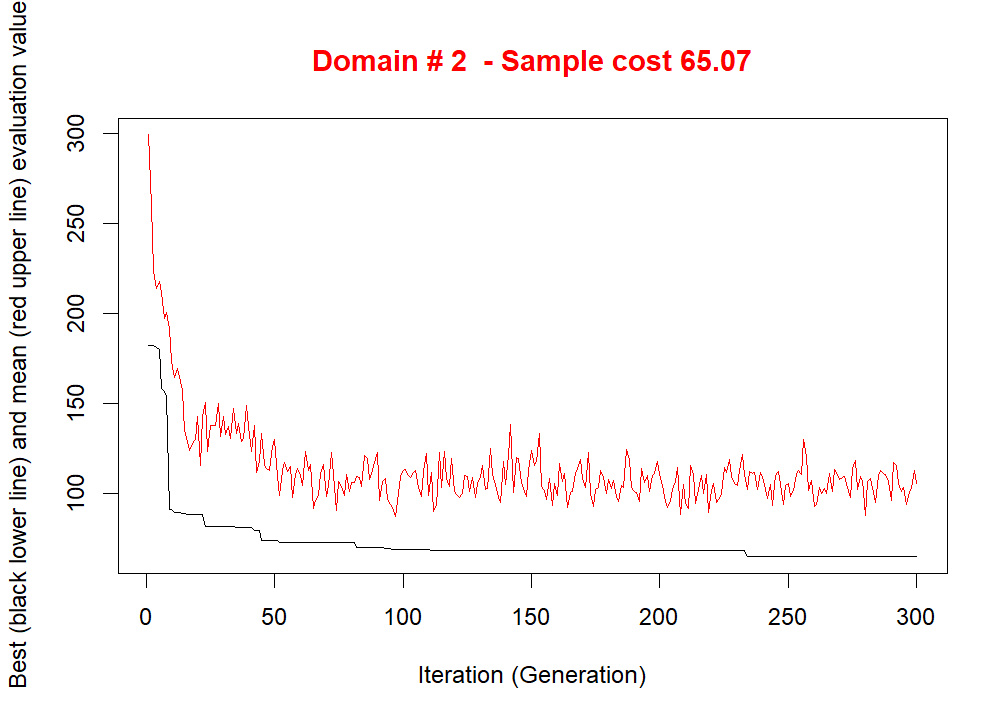 Domain # 2  - Sample cost 65.07
Best (black lower line) and mean (red upper line) evaluation value
300
250
200
150
100
0 50 100 150 200 250 300
Iteration (Generation)